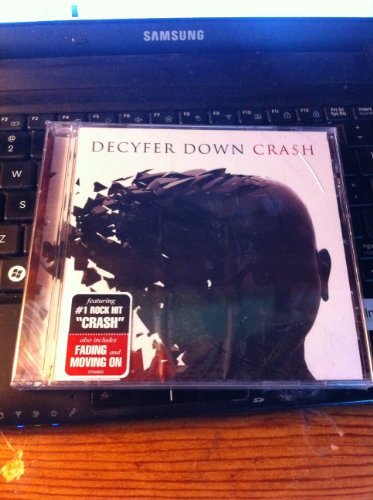 SAMSUNG
DECYFER DOWN CRASH
featuring
#1 ROCK HIT
"CRASH"
also includes
FADING and
MOVING ON